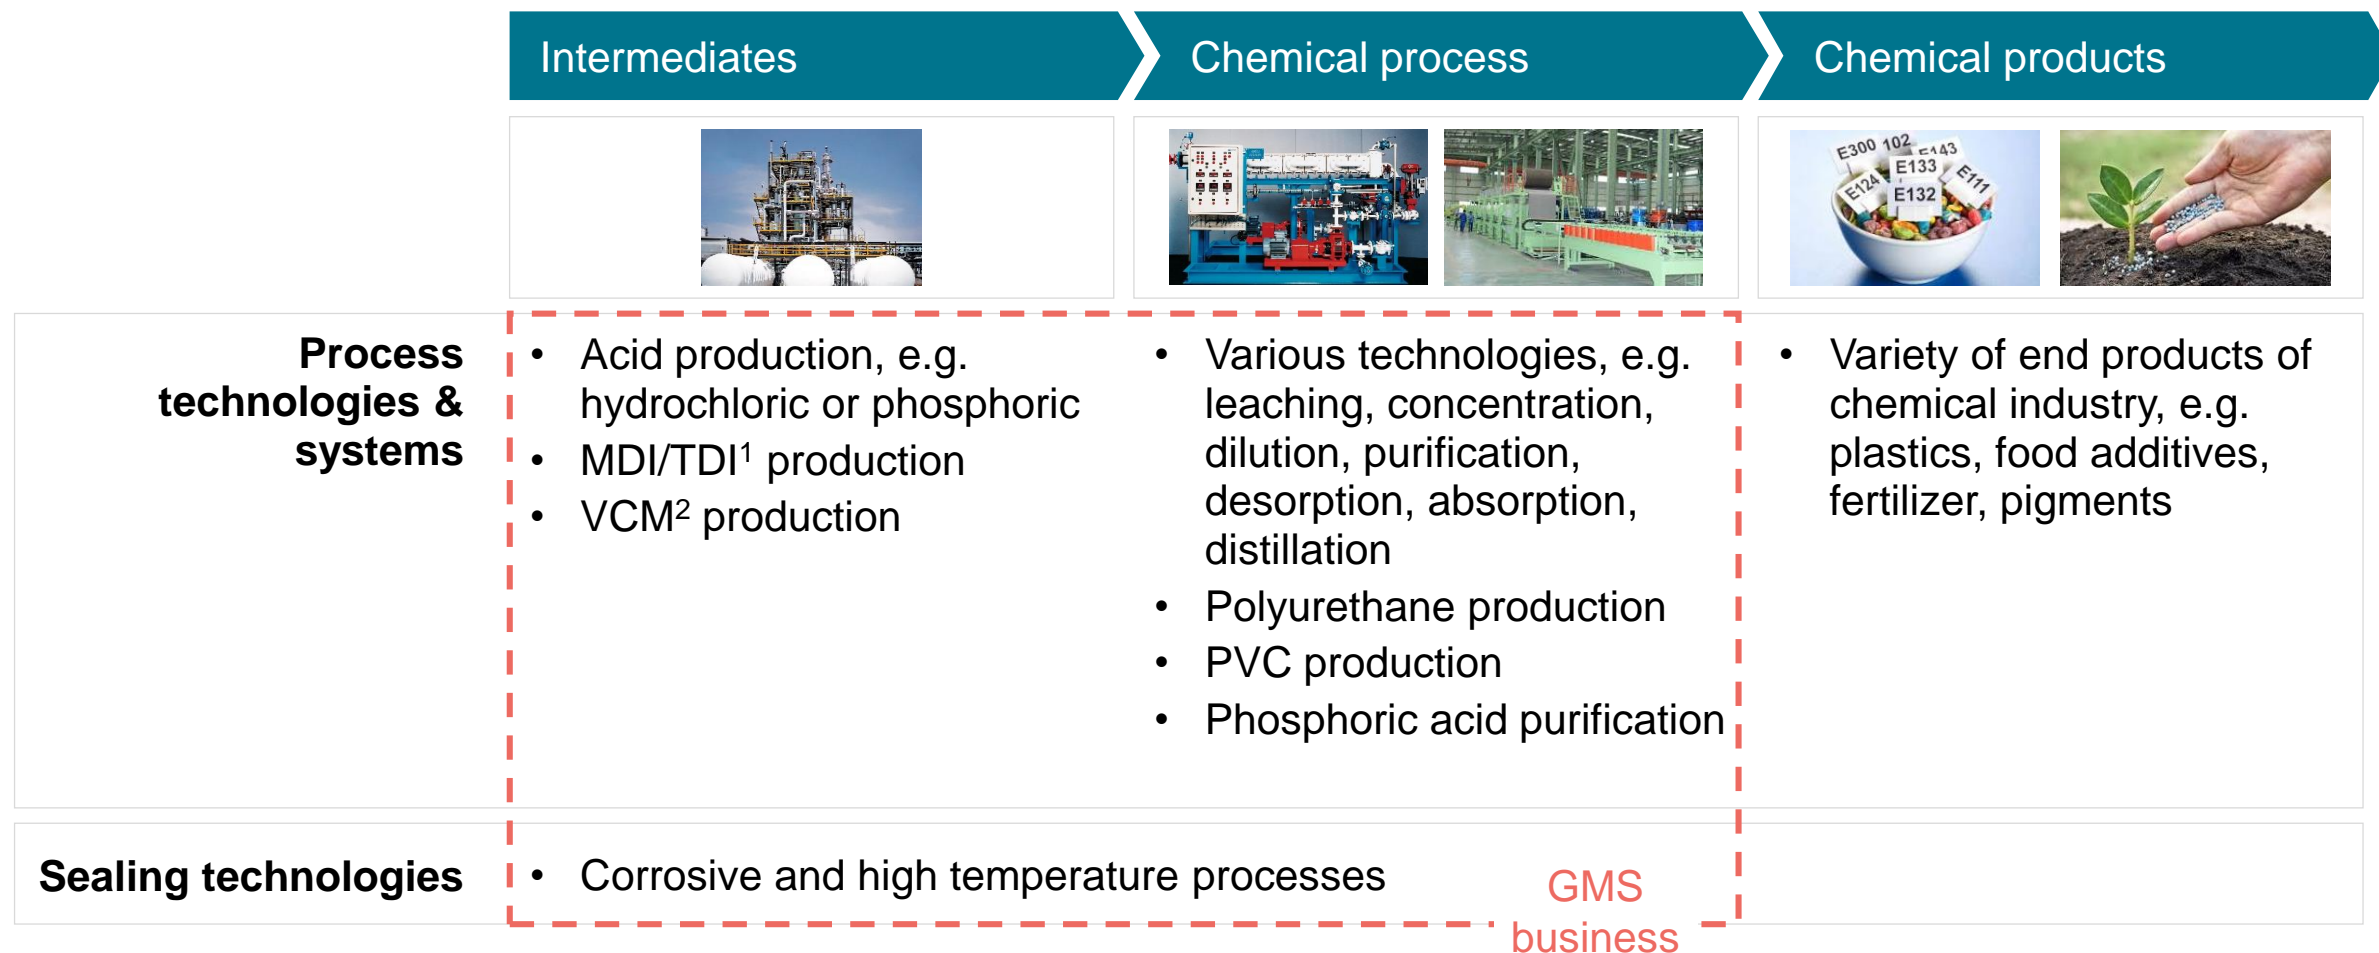 Intermediates
Chemical process
Chemical products
E300 102 E143
E133
E124 E132 E111
Process
technologies &
systems
• Acid production, e.g.
hydrochloric or phosphoric
• MDI/TDI¹ production
• VCM² production
• Various technologies, e.g.
leaching, concentration,
dilution, purification,
desorption, absorption,
distillation
• Polyurethane production
• PVC production
• Phosphoric acid purification
• Variety of end products of
chemical industry, e.g.
plastics, food additives,
fertilizer, pigments
Sealing technologies
• Corrosive and high temperature processes
GMS
business